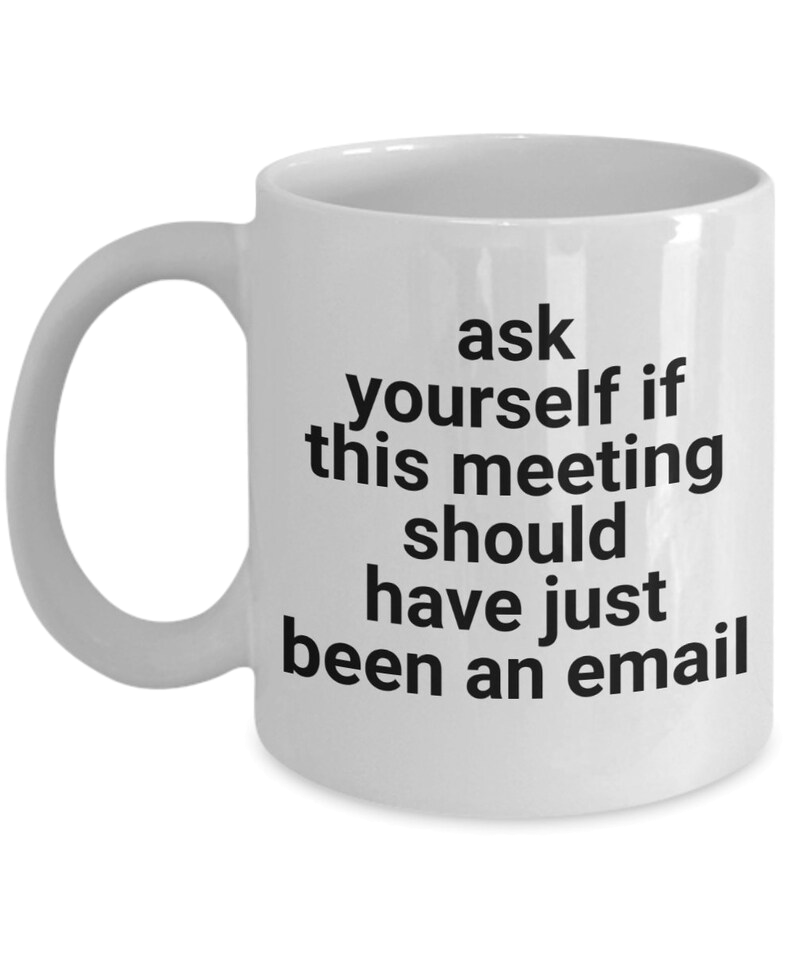 ask
yourself if
this meeting
should
have just
been an email